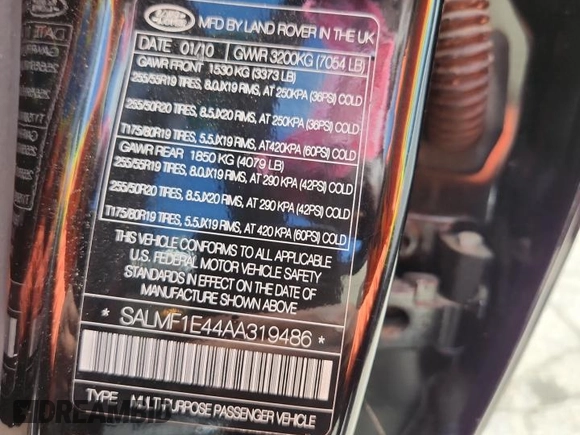 LAND ROVER
MFD BY LAND ROVER IN THE UK
DATE 01/10 GVWR 3200KG (7054 LB)
GAWR FRONT 1530 KG (3373 LB)
255/55R19 TIRES, 8.0JX19 RIMS, AT 250KPA (36PSI) COLD
255/50R20 TIRES, 8.5JX20 RIMS, AT 250KPA (36PSI) COLD
T175/80R19 TIRES, 5.5JX19 RIMS, AT420KPA (60PSI) COLD
GAWR REAR 1850 KG (4079 LB)
255/55R19 TIRES, 8.0JX19 RIMS, AT 290 KPA (42PSI) COLD
255/50R20 TIRES, 8.5JX20 RIMS, AT 290 KPA (42PSI) COLD
T175/80R19 TIRES, 5.5JX19 RIMS, AT 420 KPA (60PSI) COLD
THIS VEHICLE CONFORMS TO ALL APPLICABLE
U.S. FEDERAL MOTOR VEHICLE SAFETY
STANDARDS IN EFFECT ON THE DATE OF
MANUFACTURE SHOWN ABOVE
* SALMF1E44AA319486 *
TYPE MULTI-PURPOSE PASSENGER VEHICLE
DREAMBID